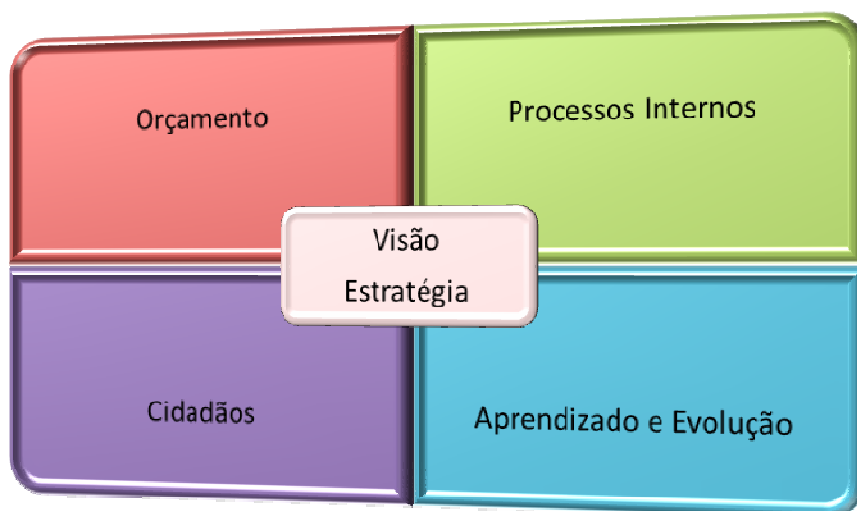 Orçamento
Processos Internos
Visão
Estratégia
Cidadãos
Aprendizado e Evolução